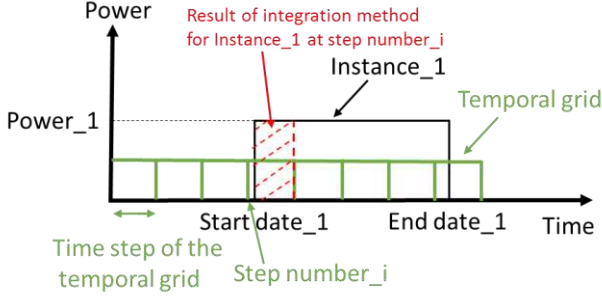 Power
Result of integration method
for Instance_1 at step number_i
Instance_1
Temporal grid
Power_1
Start date_1
End date_1
Time
Time step of the
temporal grid
Step number_i